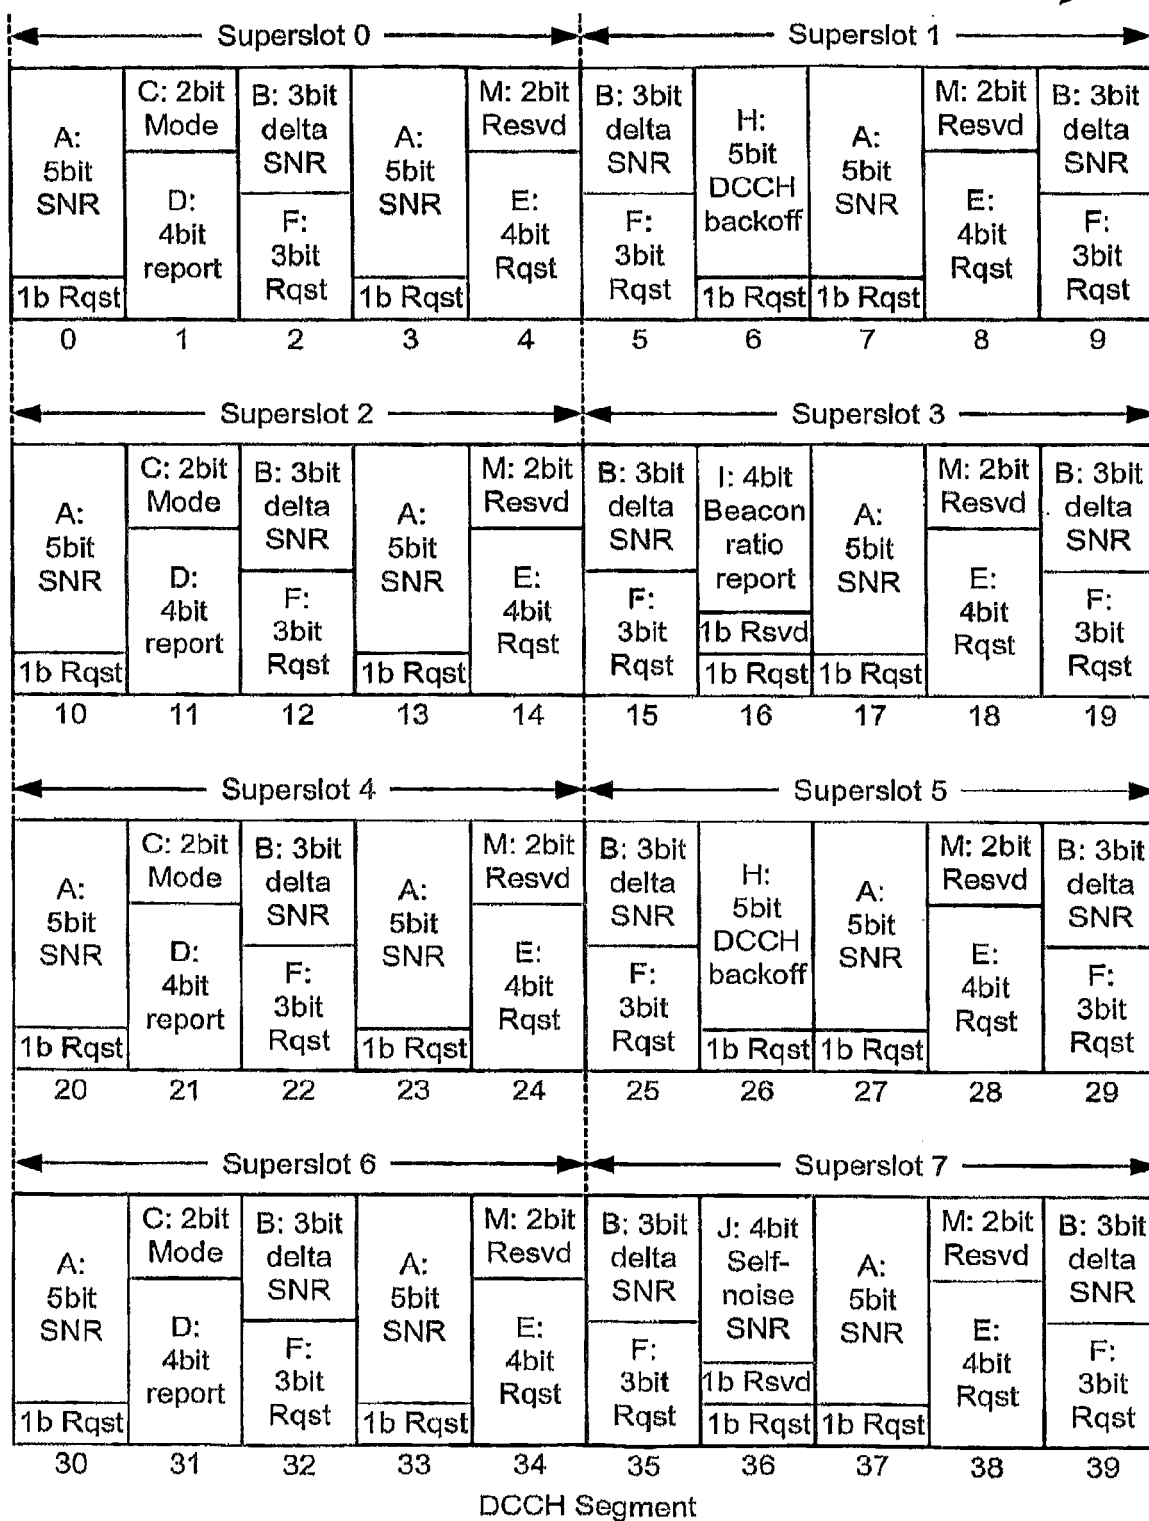 Superslot 0
Superslot 1
A: 5bit SNR
1b Rqst
C: 2bit Mode
D: 4bit report
B: 3bit delta SNR
F: 3bit Rqst
A: 5bit SNR
1b Rqst
M: 2bit Resvd
E: 4bit Rqst
B: 3bit delta SNR
F: 3bit Rqst
H: 5bit DCCH backoff
1b Rqst
A: 5bit SNR
1b Rqst
M: 2bit Resvd
E: 4bit Rqst
B: 3bit delta SNR
F: 3bit Rqst
0 1 2 3 4 5 6 7 8 9
Superslot 2
Superslot 3
A: 5bit SNR
1b Rqst
C: 2bit Mode
D: 4bit report
B: 3bit delta SNR
F: 3bit Rqst
A: 5bit SNR
1b Rqst
M: 2bit Resvd
E: 4bit Rqst
B: 3bit delta SNR
F: 3bit Rqst
I: 4bit Beacon ratio report
1b Rsvd
1b Rqst
A: 5bit SNR
1b Rqst
M: 2bit Resvd
E: 4bit Rqst
B: 3bit delta SNR
F: 3bit Rqst
10 11 12 13 14 15 16 17 18 19
Superslot 4
Superslot 5
A: 5bit SNR
1b Rqst
C: 2bit Mode
D: 4bit report
B: 3bit delta SNR
F: 3bit Rqst
A: 5bit SNR
1b Rqst
M: 2bit Resvd
E: 4bit Rqst
B: 3bit delta SNR
F: 3bit Rqst
H: 5bit DCCH backoff
1b Rqst
A: 5bit SNR
1b Rqst
M: 2bit Resvd
E: 4bit Rqst
B: 3bit delta SNR
F: 3bit Rqst
20 21 22 23 24 25 26 27 28 29
Superslot 6
Superslot 7
A: 5bit SNR
1b Rqst
C: 2bit Mode
D: 4bit report
B: 3bit delta SNR
F: 3bit Rqst
A: 5bit SNR
1b Rqst
M: 2bit Resvd
E: 4bit Rqst
B: 3bit delta SNR
F: 3bit Rqst
J: 4bit Self-noise SNR
1b Rsvd
1b Rqst
A: 5bit SNR
1b Rqst
M: 2bit Resvd
E: 4bit Rqst
B: 3bit delta SNR
F: 3bit Rqst
30 31 32 33 34 35 36 37 38 39
DCCH Segment